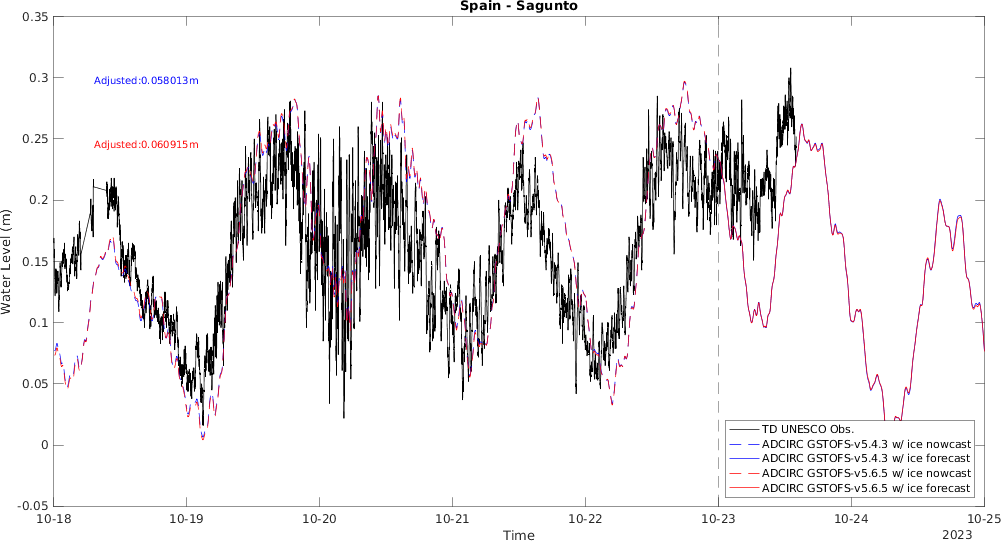 Spain - Sagunto
0.35
0.3
0.25
0.2
0.15
0.1
0.05
0
-0.05
Water Level (m)
Adjusted:0.058013m
Adjusted:0.060915m
TD UNESCO Obs.
ADCIRC GSTOFS-v5.4.3 w/ ice nowcast
ADCIRC GSTOFS-v5.4.3 w/ ice forecast
ADCIRC GSTOFS-v5.6.5 w/ ice nowcast
ADCIRC GSTOFS-v5.6.5 w/ ice forecast
10-18 10-19 10-20 10-21 10-22 10-23 10-24 10-25
Time
2023